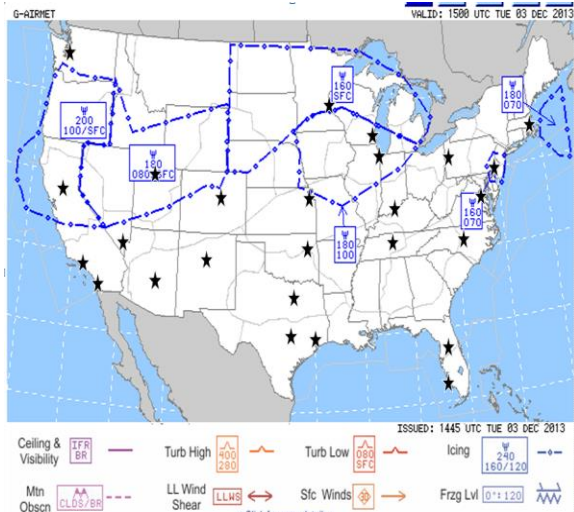 G-AIRMET
VALID: 1500 UTC TUE 03 DEC 2013
160
SFC
180
070
200
100/SFC
180
080/SFC
160
070
180
100
ISSUED: 1445 UTC TUE 03 DEC 2013
Ceiling & Visibility
IFR
BR
Turb High
400
280
Turb Low
080
SFC
Icing
240
160/120
Mtn Obscn
CLDS/BR
LL Wind Shear
LLWS
Sfc Winds
Frzg Lvl
0°:120